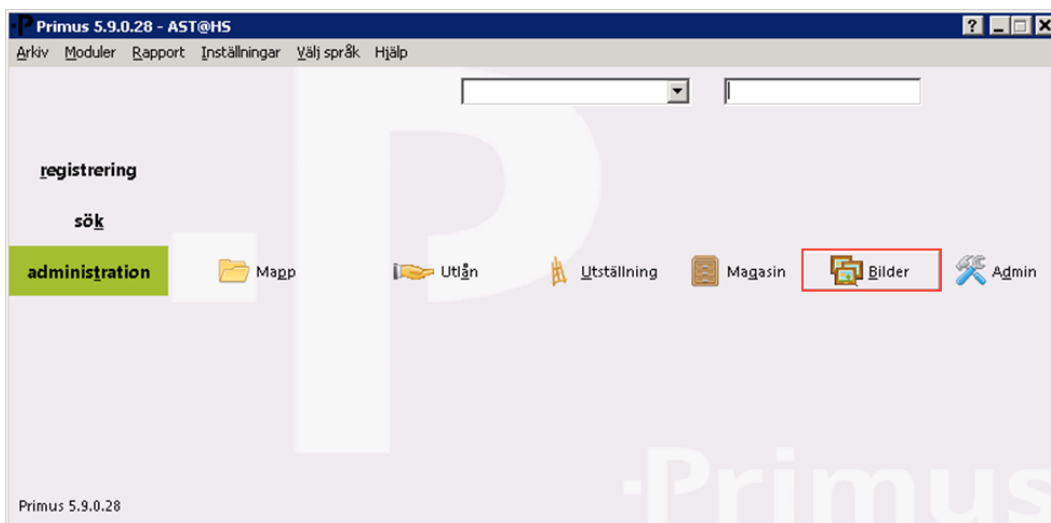 Primus 5.9.0.28 - AST@HS
Arkiv Moduler Rapport Inställningar Välj språk Hjälp
registrering
sök
administration Mapp Utlån Utställning Magasin Bilder Admin
Primus
Primus 5.9.0.28